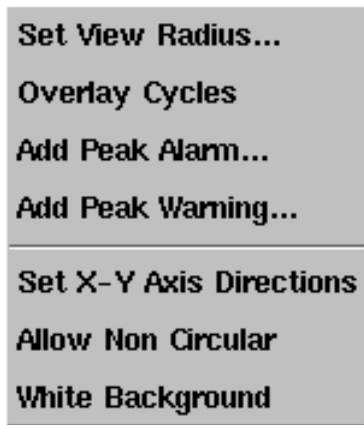 Set View Radius...
Overlay Cycles
Add Peak Alarm...
Add Peak Warning...
Set X-Y Axis Directions
Allow Non Circular
White Background